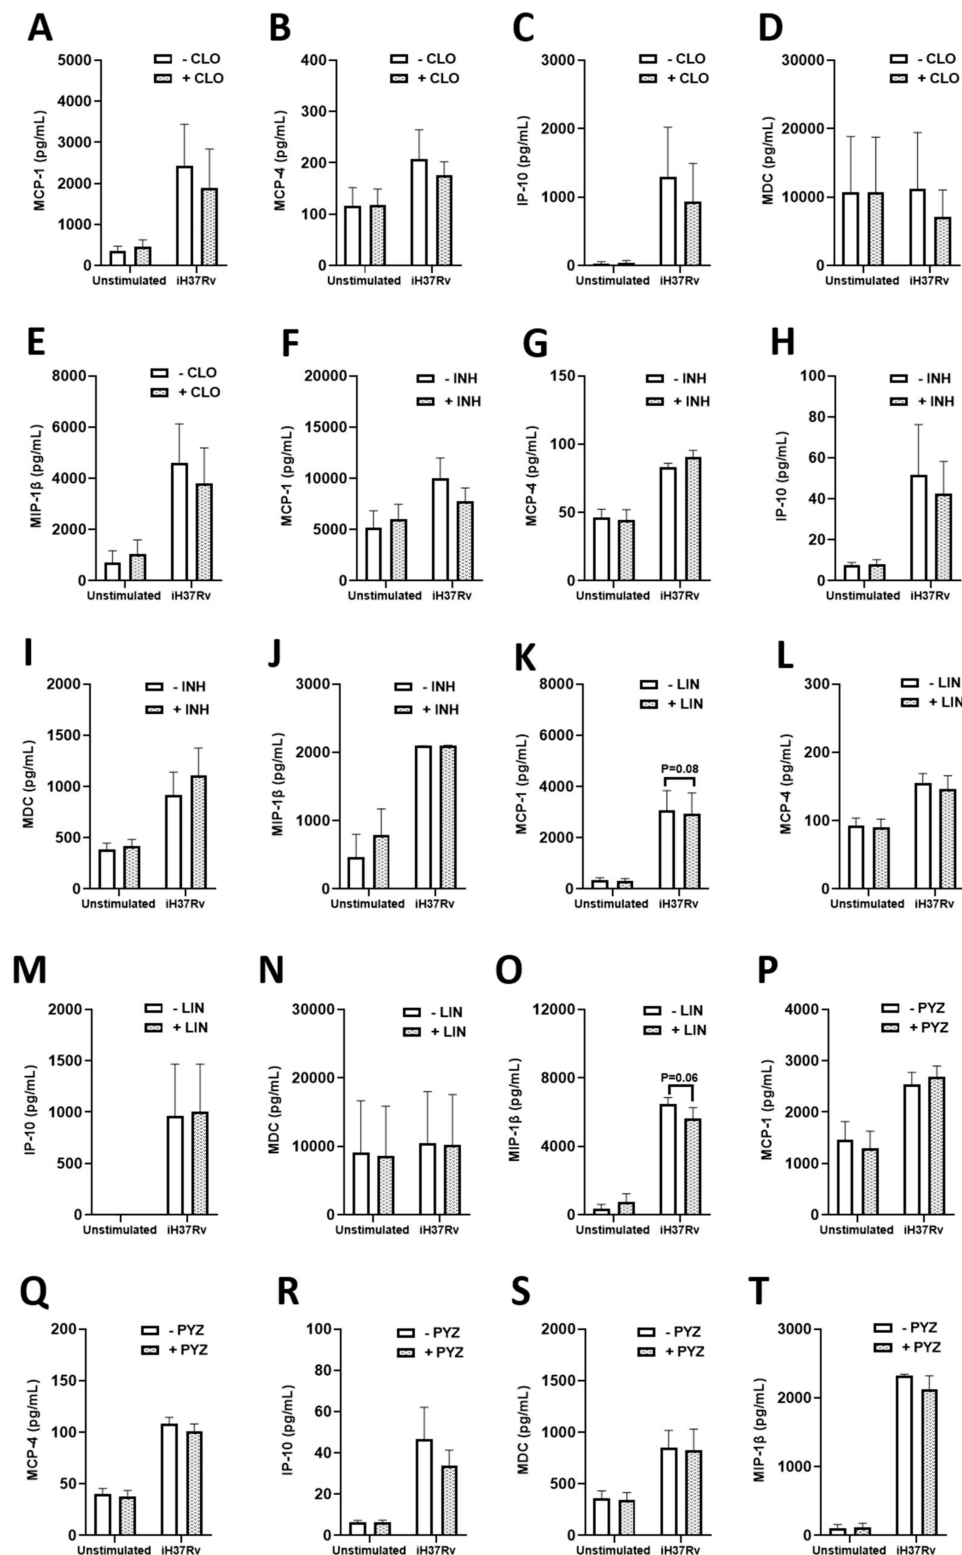 A
MCP-1 (pg/mL)
5000
4000
3000
2000
1000
0
- CLO
+ CLO
Unstimulated iH37Rv
B
MCP-4 (pg/mL)
400
300
200
100
0
- CLO
+ CLO
Unstimulated iH37Rv
C
IP-10 (pg/mL)
3000
2000
1000
0
- CLO
+ CLO
Unstimulated iH37Rv
D
MDC (pg/mL)
30000
20000
10000
0
- CLO
+ CLO
Unstimulated iH37Rv
E
MIP-1β (pg/mL)
8000
6000
4000
2000
0
- CLO
+ CLO
Unstimulated iH37Rv
F
MCP-1 (pg/mL)
20000
15000
10000
5000
0
- INH
+ INH
Unstimulated iH37Rv
G
MCP-4 (pg/mL)
150
100
50
0
- INH
+ INH
Unstimulated iH37Rv
H
IP-10 (pg/mL)
100
80
60
40
20
0
- INH
+ INH
Unstimulated iH37Rv
I
MDC (pg/mL)
2000
1500
1000
500
0
- INH
+ INH
Unstimulated iH37Rv
J
MIP-1β (pg/mL)
3000
2000
1000
0
- INH
+ INH
Unstimulated iH37Rv
K
MCP-1 (pg/mL)
8000
6000
4000
2000
0
- LIN
+ LIN
P=0.08
Unstimulated iH37Rv
L
MCP-4 (pg/mL)
300
200
100
0
- LIN
+ LIN
Unstimulated iH37Rv
M
IP-10 (pg/mL)
2000
1500
1000
500
0
- LIN
+ LIN
Unstimulated iH37Rv
N
MDC (pg/mL)
30000
20000
10000
0
- LIN
+ LIN
Unstimulated iH37Rv
O
MIP-1β (pg/mL)
12000
8000
4000
0
- LIN
+ LIN
P=0.06
Unstimulated iH37Rv
P
MCP-1 (pg/mL)
4000
3000
2000
1000
0
- PYZ
+ PYZ
Unstimulated iH37Rv
Q
MCP-4 (pg/mL)
200
150
100
50
0
- PYZ
+ PYZ
Unstimulated iH37Rv
R
IP-10 (pg/mL)
100
80
60
40
20
0
- PYZ
+ PYZ
Unstimulated iH37Rv
S
MDC (pg/mL)
2000
1500
1000
500
0
- PYZ
+ PYZ
Unstimulated iH37Rv
T
MIP-1β (pg/mL)
3000
2000
1000
0
- PYZ
+ PYZ
Unstimulated iH37Rv